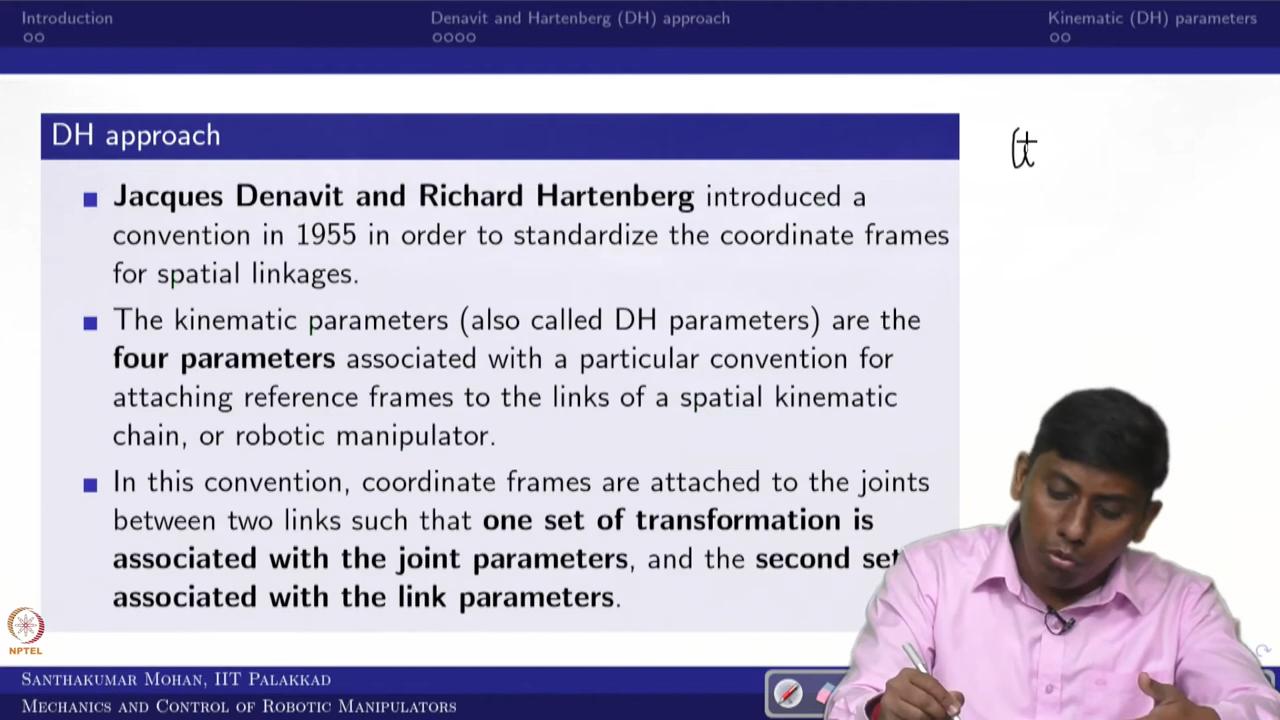 Introduction
Denavit and Hartenberg (DH) approach
Kinematic (DH) parameters
DH approach
Jacques Denavit and Richard Hartenberg introduced a
convention in 1955 in order to standardize the coordinate frames
for spatial linkages.
The kinematic parameters (also called DH parameters) are the
four parameters associated with a particular convention for
attaching reference frames to the links of a spatial kinematic
chain, or robotic manipulator.
In this convention, coordinate frames are attached to the joints
between two links such that one set of transformation is
associated with the joint parameters, and the second set
associated with the link parameters.
NPTEL
Santhakumar Mohan, IIT Palakkad
Mechanics and Control of Robotic Manipulators